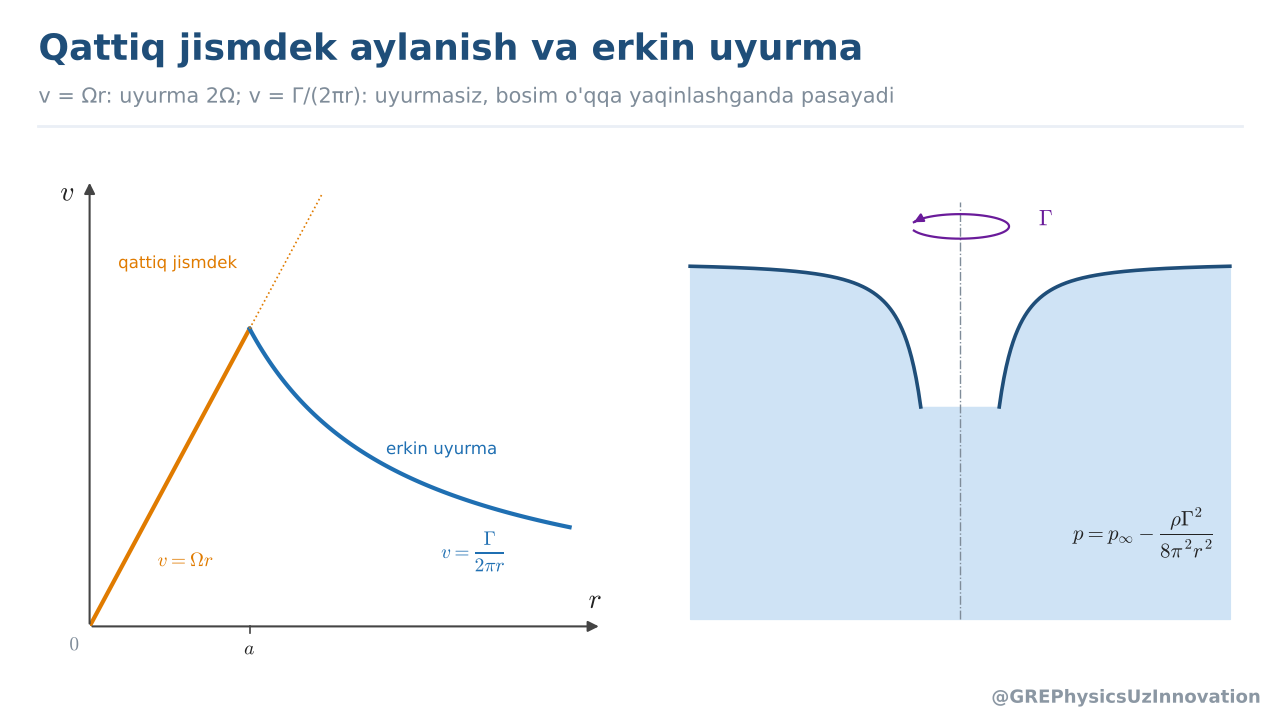 Qattiq jismdek aylanish va erkin uyurma
v = Ωr: uyurma 2Ω; v = Γ/(2πr): uyurmasiz, bosim o'qqa yaqinlashganda pasayadi
v
qattiq jismdek
erkin uyurma
v = Ωr
v = Γ/2πr
r
0
a
Γ
p = p∞ − ρΓ²/8π²r²
@GREPhysicsUzInnovation